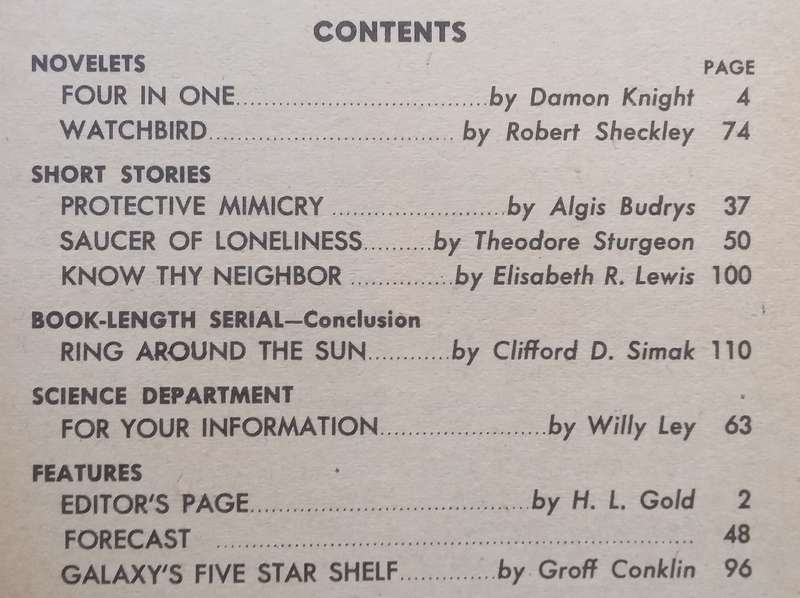 CONTENTS
NOVELETS PAGE
FOUR IN ONE..................................by Damon Knight 4
WATCHBIRD.................................by Robert Sheckley 74
SHORT STORIES
PROTECTIVE MIMICRY ........................by Algis Budrys 37
SAUCER OF LONELINESS..........by Theodore Sturgeon 50
KNOW THY NEIGHBOR ...............by Elisabeth R. Lewis 100
BOOK-LENGTH SERIAL—Conclusion
RING AROUND THE SUN............by Clifford D. Simak 110
SCIENCE DEPARTMENT
FOR YOUR INFORMATION........................by Willy Ley 63
FEATURES
EDITOR'S PAGE........................................by H. L. Gold 2
FORECAST .................................................................. 48
GALAXY'S FIVE STAR SHELF..............by Groff Conklin 96